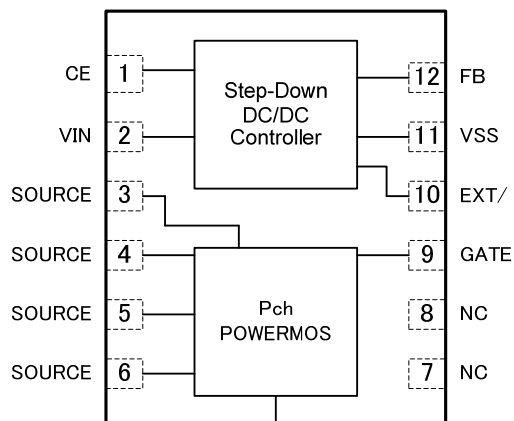 CE 1
Step-Down
DC/DC
Controller
12 FB
VIN 2
11 VSS
SOURCE 3
10 EXT/
SOURCE 4
9 GATE
SOURCE 5
Pch
POWERMOS
8 NC
SOURCE 6
7 NC